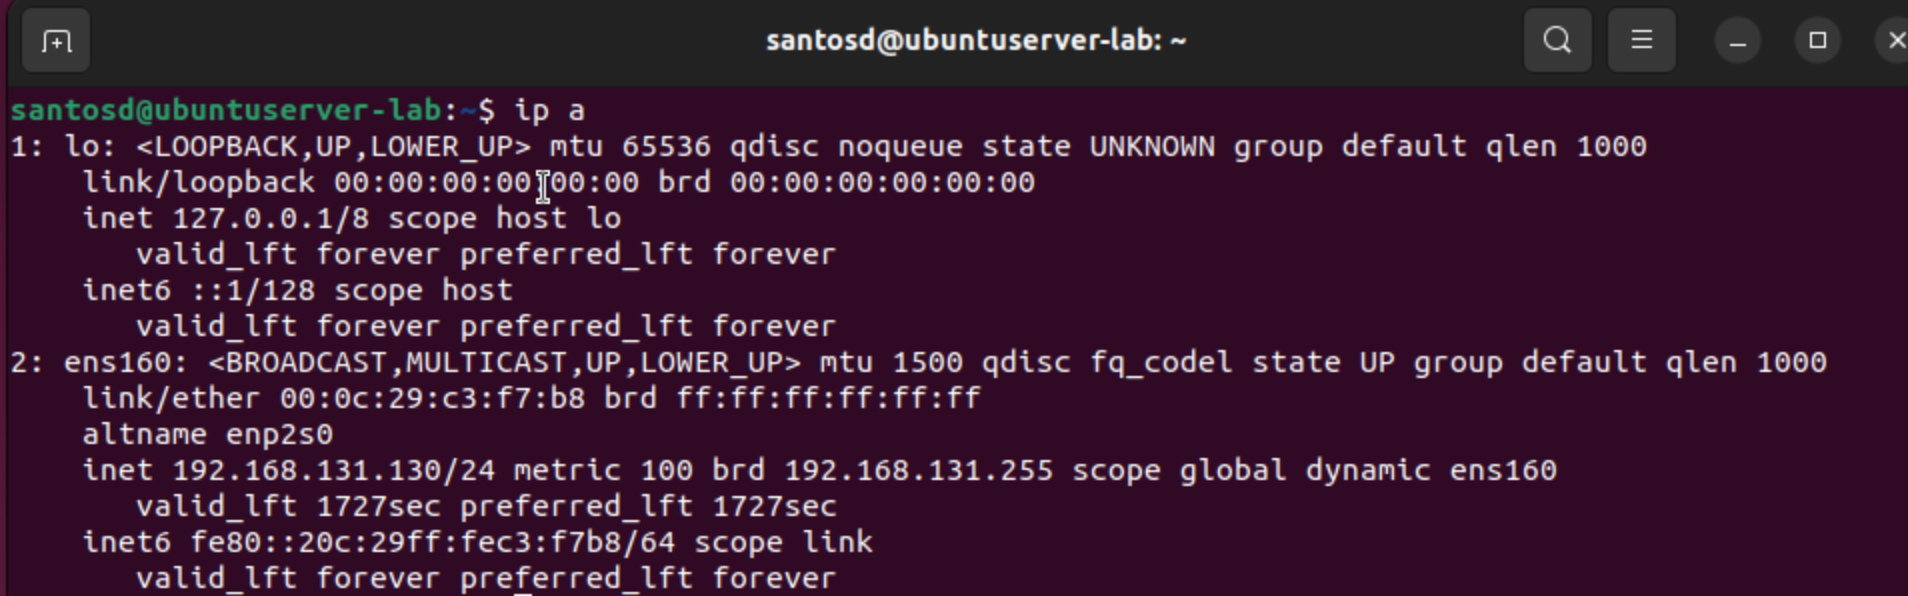 santosd@ubuntuserver-lab: ~
santosd@ubuntuserver-lab:~$ ip a
1: lo: <LOOPBACK,UP,LOWER_UP> mtu 65536 qdisc noqueue state UNKNOWN group default qlen 1000
link/loopback 00:00:00:00:00:00 brd 00:00:00:00:00:00
inet 127.0.0.1/8 scope host lo
valid_lft forever preferred_lft forever
inet6 ::1/128 scope host
valid_lft forever preferred_lft forever
2: ens160: <BROADCAST,MULTICAST,UP,LOWER_UP> mtu 1500 qdisc fq_codel state UP group default qlen 1000
link/ether 00:0c:29:c3:f7:b8 brd ff:ff:ff:ff:ff:ff
altname enp2s0
inet 192.168.131.130/24 metric 100 brd 192.168.131.255 scope global dynamic ens160
valid_lft 1727sec preferred_lft 1727sec
inet6 fe80::20c:29ff:fec3:f7b8/64 scope link
valid_lft forever preferred_lft forever